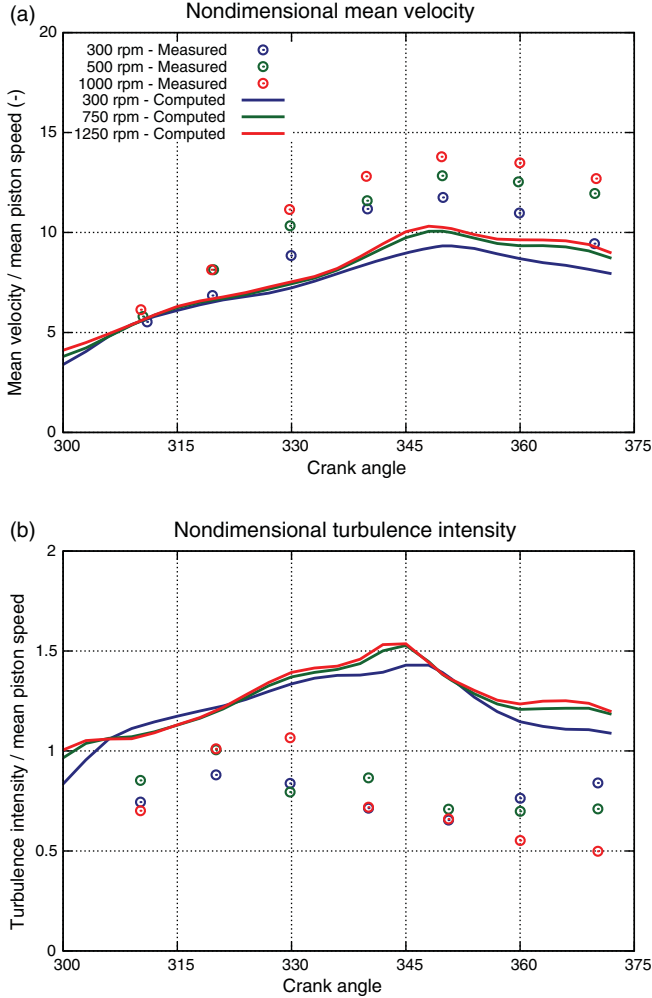 (a)
Nondimensional mean velocity
20
15
10
5
0
Mean velocity / mean piston speed (-)
300 rpm - Measured
500 rpm - Measured
1000 rpm - Measured
300 rpm - Computed
750 rpm - Computed
1250 rpm - Computed
300 315 330 345 360 375
Crank angle
(b)
Nondimensional turbulence intensity
2
1.5
1
0.5
0
Turbulence intensity / mean piston speed
300 315 330 345 360 375
Crank angle